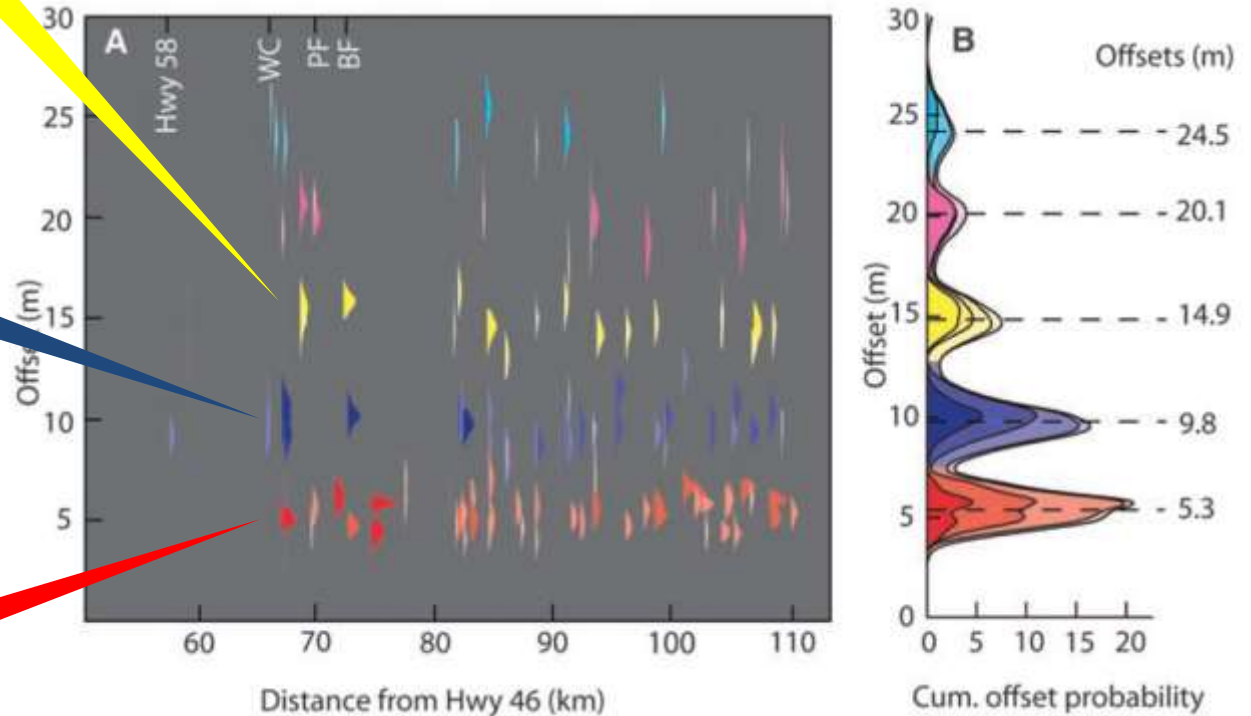 A
Hwy 58
WC
PF
BF
30
25
20
15
10
5
Offset (m)
60 70 80 90 100 110
Distance from Hwy 46 (km)
B
Offsets (m)
30
25
20
15
10
5
0
Offset (m)
24.5
20.1
14.9
9.8
5.3
0 5 10 15 20
Cum. offset probability